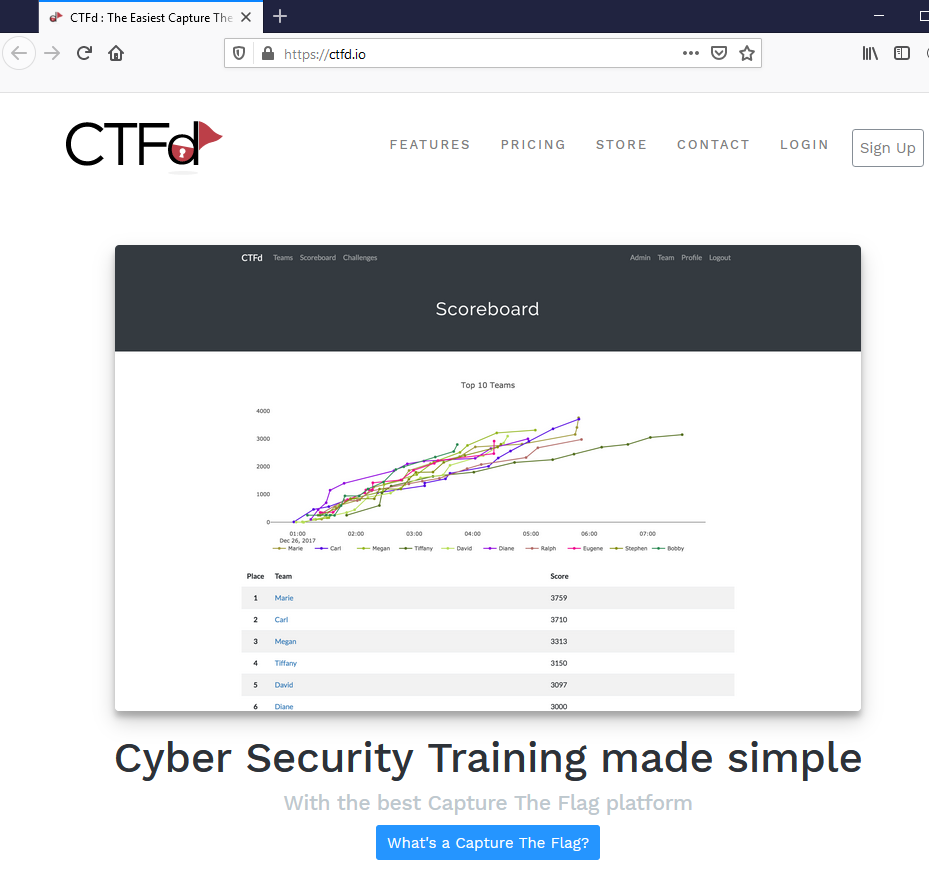 CTFd : The Easiest Capture The
https://ctfd.io
CTFd
FEATURES PRICING STORE CONTACT LOGIN Sign Up
CTFd Teams Scoreboard Challenges Admin Team Profile Logout
Scoreboard
Top 10 Teams
4000
3000
2000
1000
0
01:00 02:00 03:00 04:00 05:00 06:00 07:00
Dec 26, 2017
Marie Carl Megan Tiffany David Diane Ralph Eugene Stephen Bobby
Place Team Score
1 Marie 3759
2 Carl 3710
3 Megan 3313
4 Tiffany 3150
5 David 3097
6 Diane 3000
Cyber Security Training made simple
With the best Capture The Flag platform
What's a Capture The Flag?